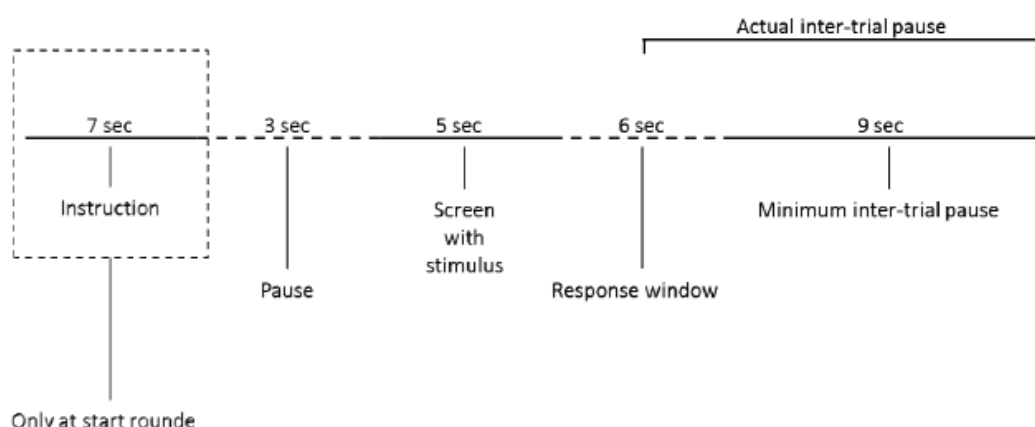 Actual inter-trial pause
7 sec
3 sec
5 sec
6 sec
9 sec
Instruction
Screen
with
stimulus
Minimum inter-trial pause
Pause
Response window
Only at start rounde